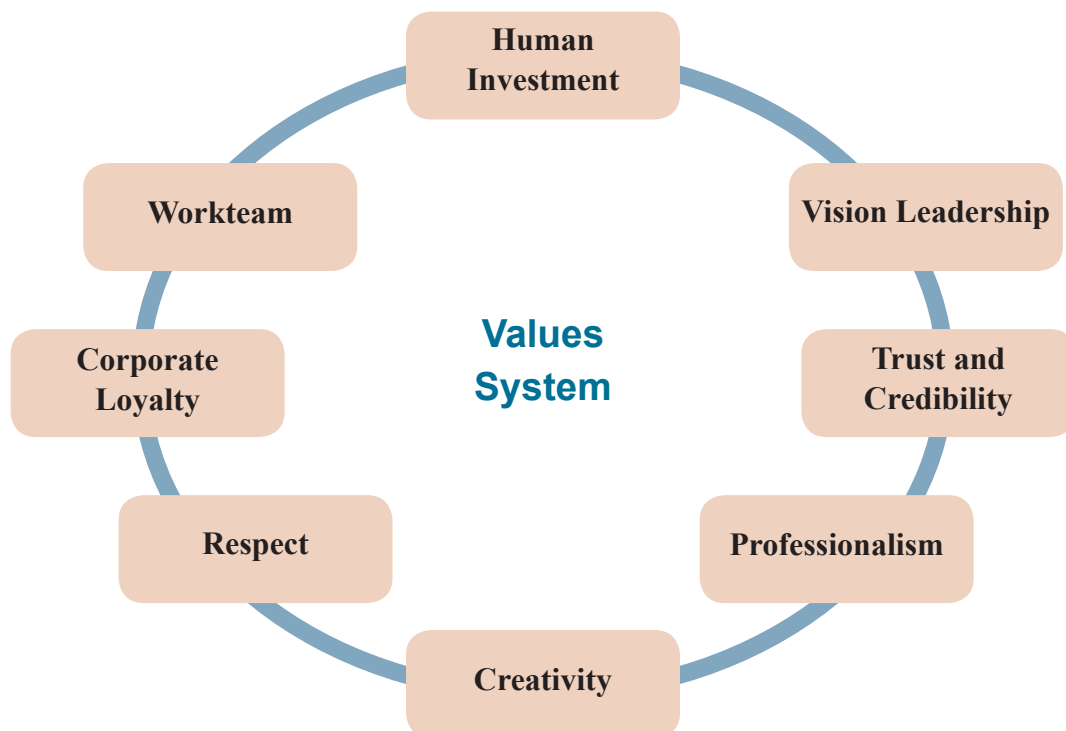 Human
Investment
Workteam
Vision Leadership
Values
System
Corporate
Loyalty
Trust and
Credibility
Respect
Professionalism
Creativity